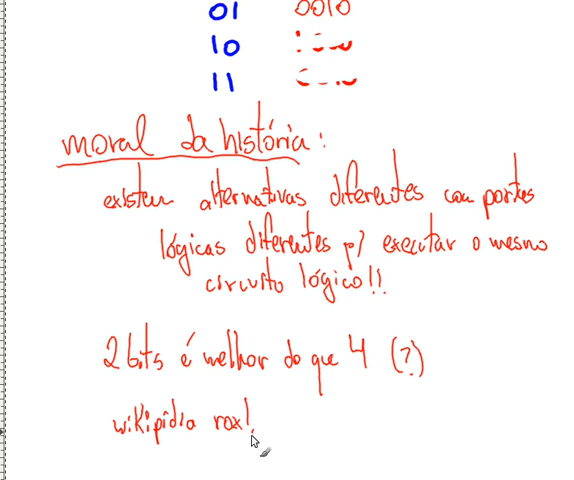 01 0010
10
11
moral da história:
existem alternativas diferentes com portas
lógicas diferentes p/ executar o mesmo
circuito lógico!!
2 bits é melhor do que 4 (?)
wikipídia rox!